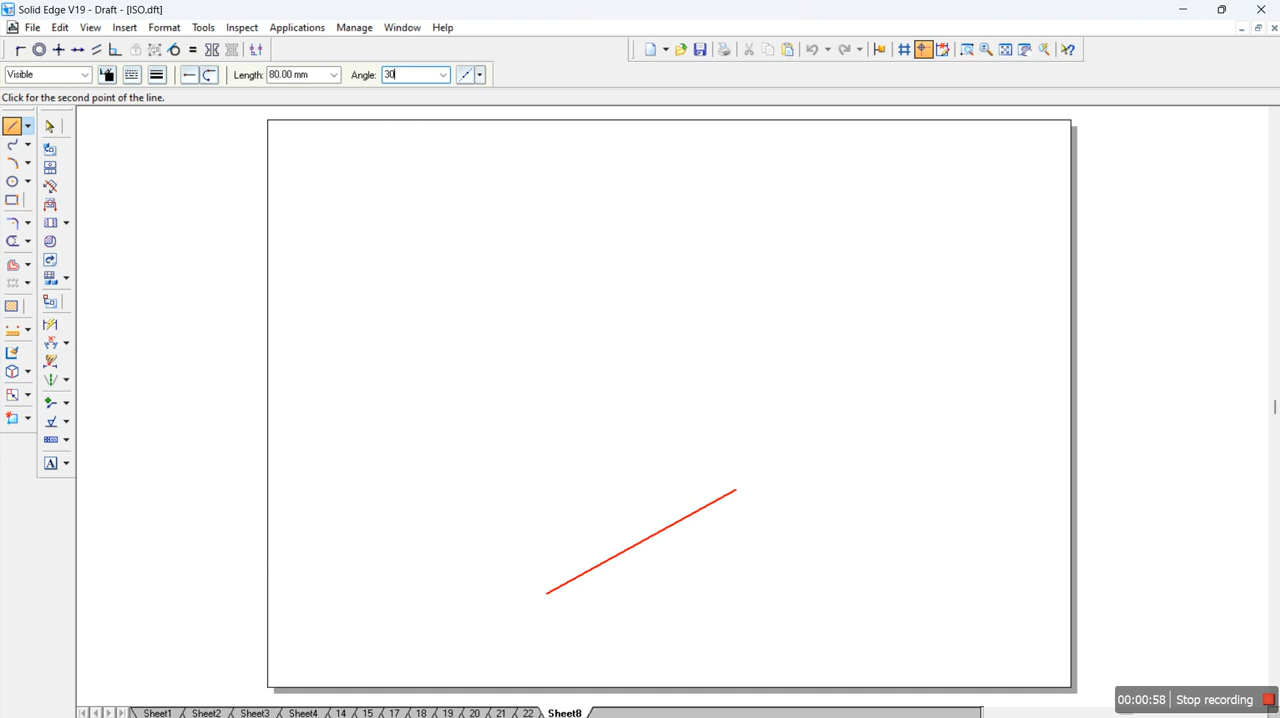 Solid Edge V19 - Draft - [ISO.dft]
File Edit View Insert Format Tools Inspect Applications Manage Window Help
Visible Length: 80.00 mm Angle: 30
Click for the second point of the line.
A
Sheet1 Sheet2 Sheet3 Sheet4 14 15 17 18 19 20 21 22 Sheet8
00:00:58 Stop recording